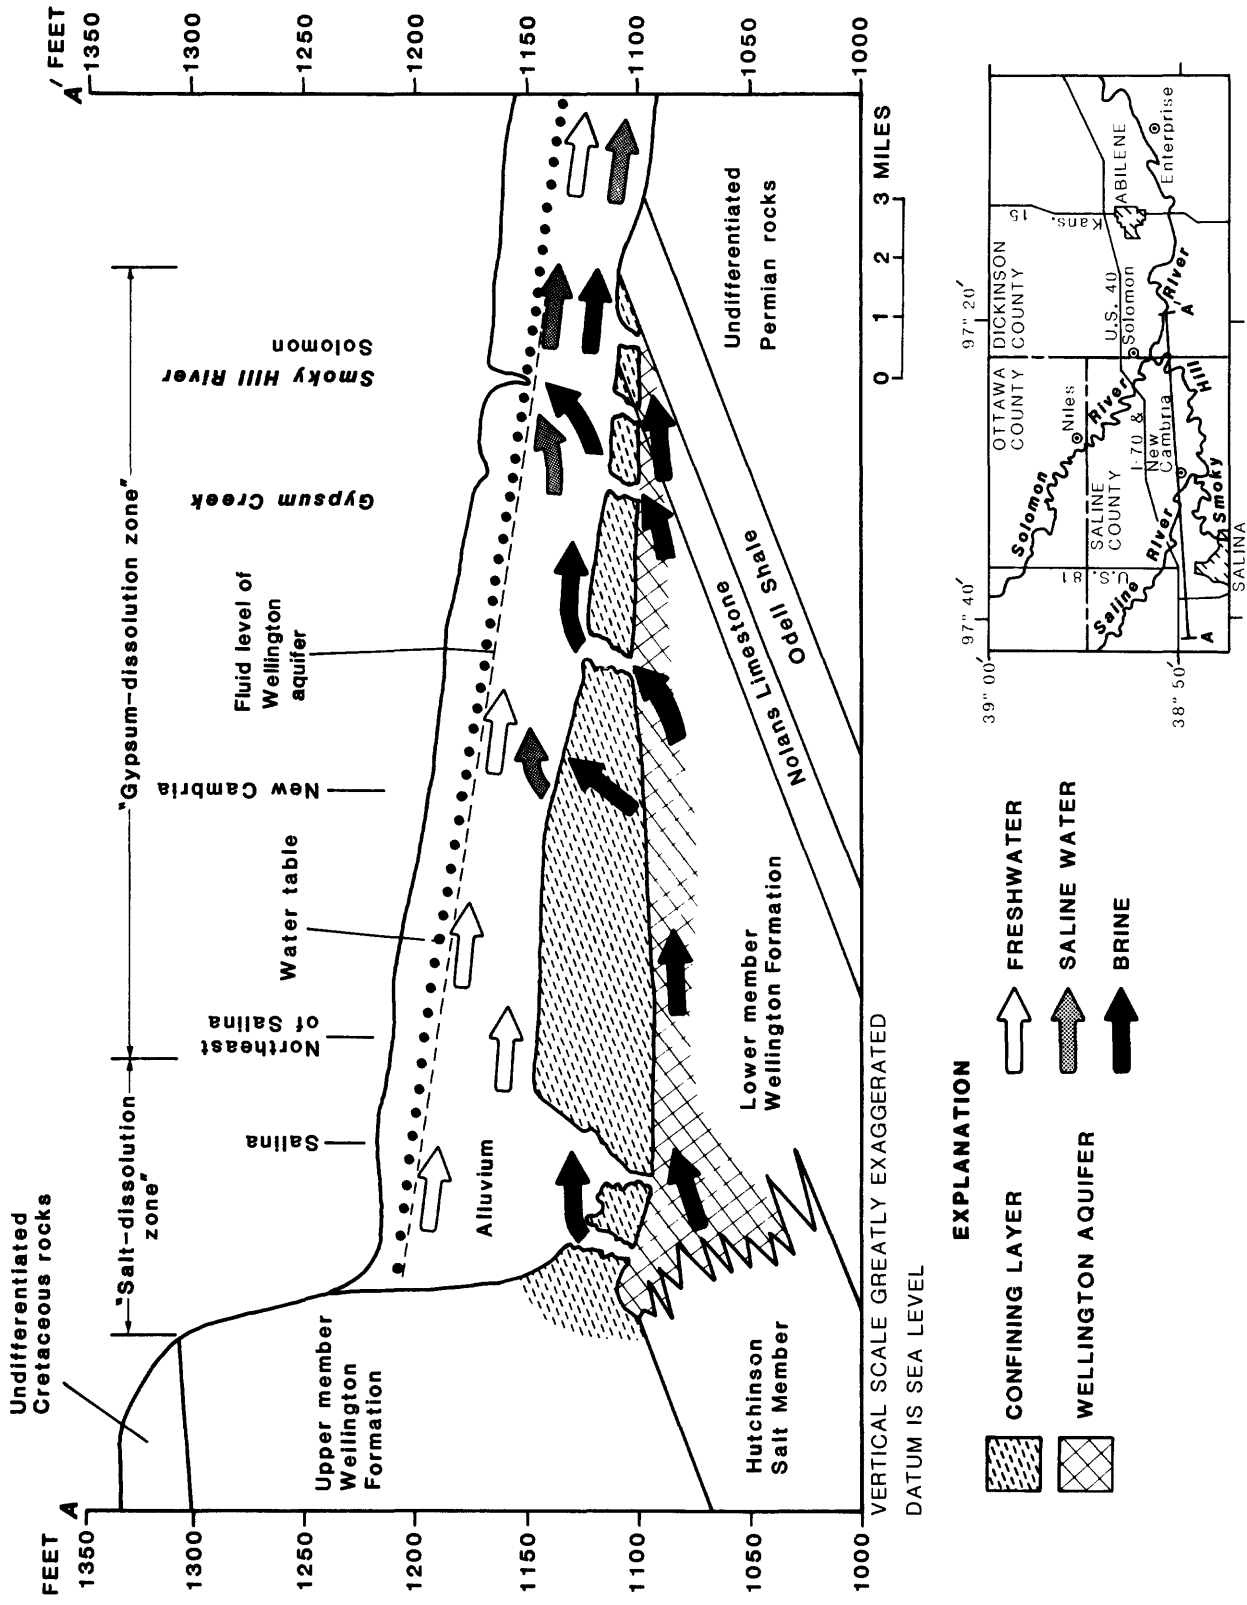 A
FEET
1350
1300
1250
1200
1150
1100
1050
1000
A′
FEET
1350
1300
1250
1200
1150
1100
1050
1000
Undifferentiated
Cretaceous rocks
"Salt-dissolution
zone"
"Gypsum-dissolution zone"
Salina
Northeast
of Salina
Water table
New Cambria
Fluid level of
Wellington
aquifer
Gypsum Creek
Smoky Hill River
Solomon
Upper member
Wellington
Formation
Alluvium
Hutchinson
Salt Member
Lower member
Wellington Formation
Nolans Limestone
Odell Shale
Undifferentiated
Permian rocks
0 1 2 3 MILES
VERTICAL SCALE GREATLY EXAGGERATED
DATUM IS SEA LEVEL
EXPLANATION
CONFINING LAYER
WELLINGTON AQUIFER
FRESHWATER
SALINE WATER
BRINE
97° 40′
97° 20′
39° 00′
38° 50′
OTTAWA
COUNTY
DICKINSON
COUNTY
SALINE
COUNTY
Solomon
River
Niles
Saline
River
U.S. 81
I-70 &
U.S. 40
New
Cambria
Solomon
Smoky
Hill
River
Kans. 15
ABILENE
Enterprise
SALINA
A
A′